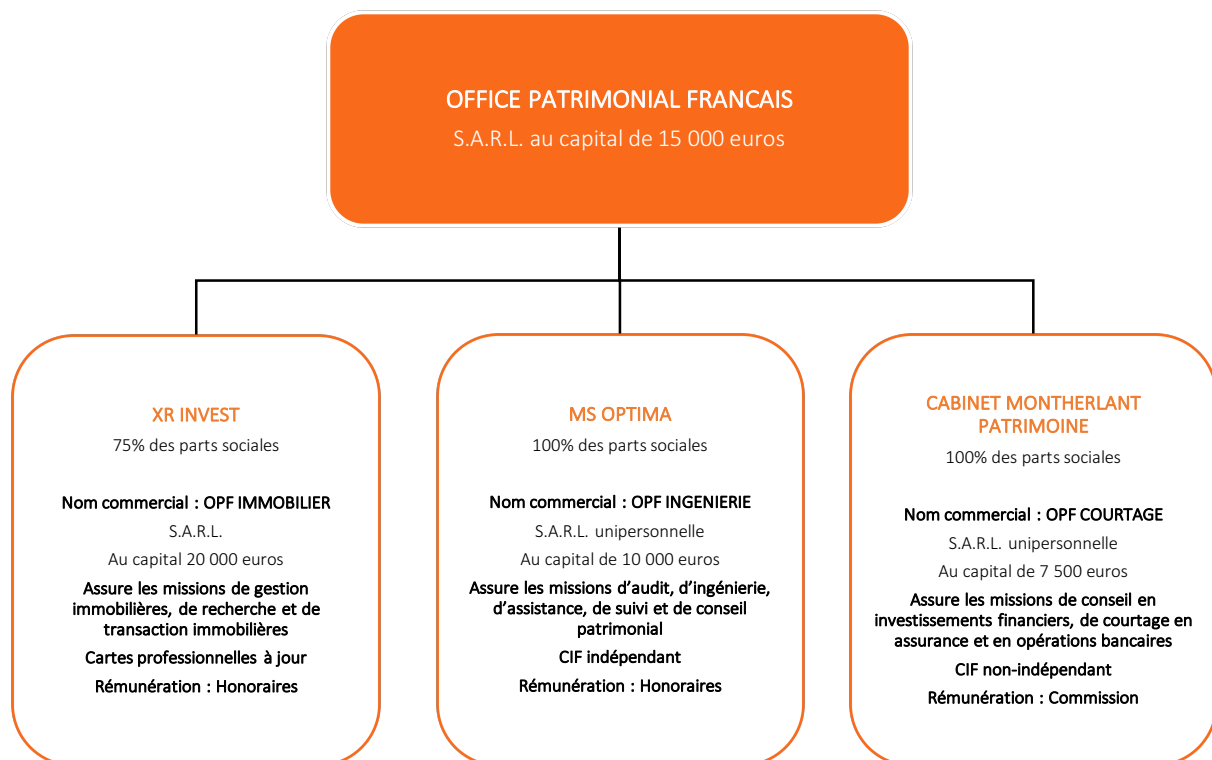 OFFICE PATRIMONIAL FRANCAIS
S.A.R.L. au capital de 15 000 euros
XR INVEST
75% des parts sociales
Nom commercial : OPF IMMOBILIER
S.A.R.L.
Au capital 20 000 euros
Assure les missions de gestion
immobilières, de recherche et de
transaction immobilières
Cartes professionnelles à jour
Rémunération : Honoraires
MS OPTIMA
100% des parts sociales
Nom commercial : OPF INGENIERIE
S.A.R.L. unipersonnelle
Au capital de 10 000 euros
Assure les missions d’audit, d’ingénierie,
d’assistance, de suivi et de conseil
patrimonial
CIF indépendant
Rémunération : Honoraires
CABINET MONTHERLANT
PATRIMOINE
100% des parts sociales
Nom commercial : OPF COURTAGE
S.A.R.L. unipersonnelle
Au capital de 7 500 euros
Assure les missions de conseil en
investissements financiers, de courtage en
assurance et en opérations bancaires
CIF non-indépendant
Rémunération : Commission